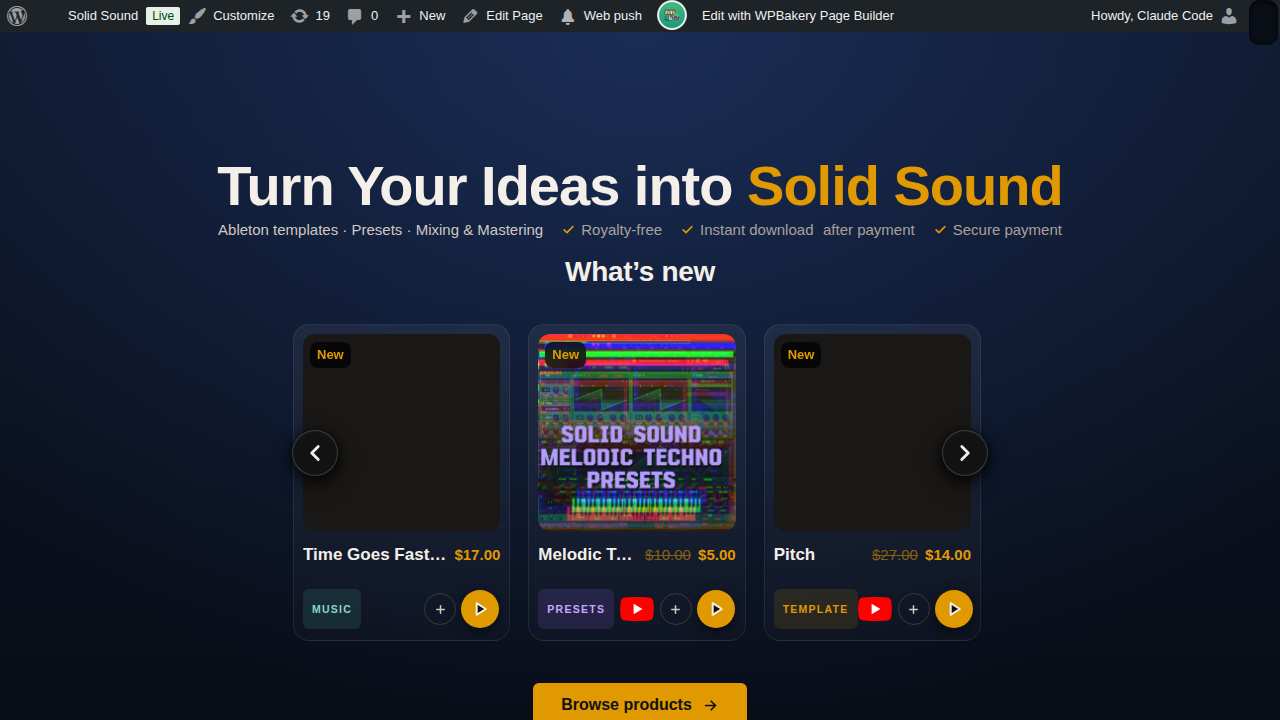 Solid Sound Live Customize 19 0 New Edit Page Web push Edit with WPBakery Page Builder Howdy, Claude Code
Turn Your Ideas into Solid Sound
Ableton templates · Presets · Mixing & Mastering Royalty-free Instant download after payment Secure payment
What’s new
New
New
SOLID SOUND
MELODIC TECHNO
PRESETS
New
Time Goes Fast… $17.00
Melodic T… $10.00 $5.00
Pitch $27.00 $14.00
MUSIC
PRESETS
TEMPLATE
Browse products